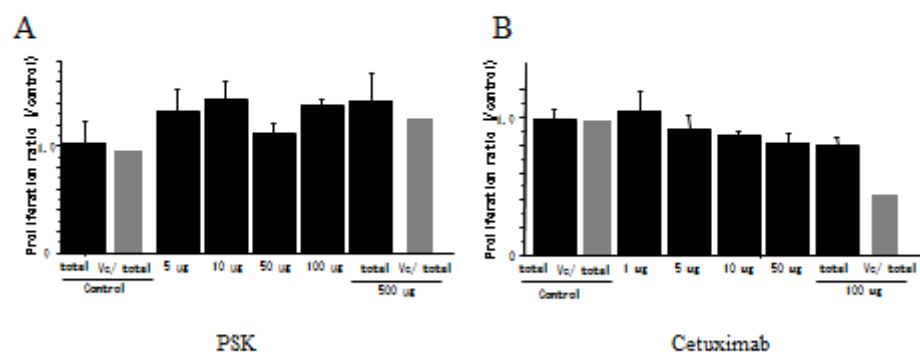 A
Proliferation ratio (/control)
1.0
0
total Vc/ total 5 ug 10 ug 50 ug 100 ug total Vc/ total
Control 500 ug
PSK
B
Proliferation ratio (/control)
1.0
0
total Vc/ total 1 ug 5 ug 10 ug 50 ug total Vc/ total
Control 100 ug
Cetuximab